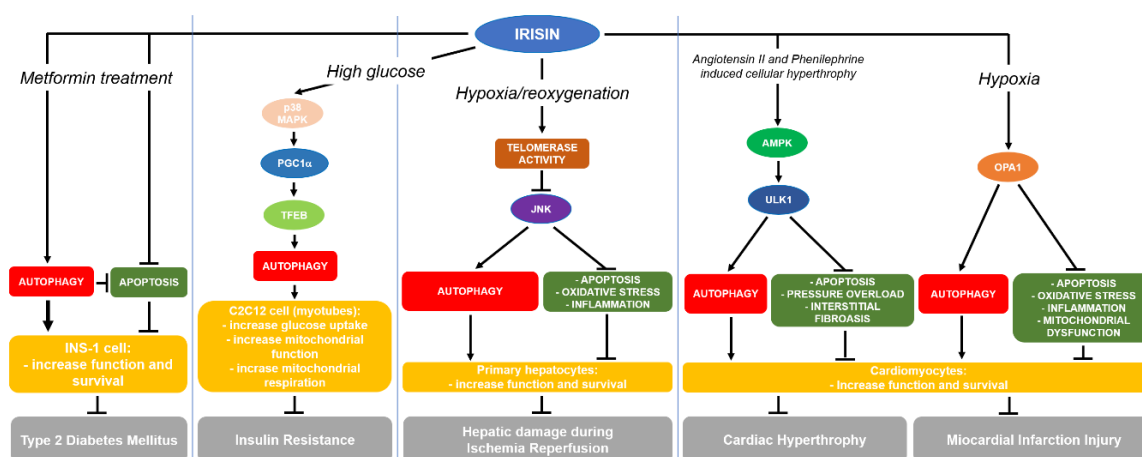 IRISIN
Metformin treatment
High glucose
Hypoxia/reoxygenation
Angiotensin II and Phenilephrine
induced cellular hyperthrophy
Hypoxia
p38
MAPK
PGC1α
TFEB
AUTOPHAGY
TELOMERASE
ACTIVITY
JNK
AMPK
ULK1
OPA1
AUTOPHAGY
APOPTOSIS
AUTOPHAGY
- APOPTOSIS
- OXIDATIVE STRESS
- INFLAMMATION
AUTOPHAGY
- APOPTOSIS
- PRESSURE OVERLOAD
- INTERSTITIAL
FIBROASIS
AUTOPHAGY
- APOPTOSIS
- OXIDATIVE STRESS
- INFLAMMATION
- MITOCHONDRIAL
DYSFUNCTION
INS-1 cell:
- increase function and
survival
C2C12 cell (myotubes):
- increase glucose uptake
- increase mitochondrial
function
- incrase mitochondrial
respiration
Primary hepatocytes:
- increase function and survival
Cardiomyocytes:
- Increase function and survival
Type 2 Diabetes Mellitus
Insulin Resistance
Hepatic damage during
Ischemia Reperfusion
Cardiac Hyperthrophy
Miocardial Infarction Injury